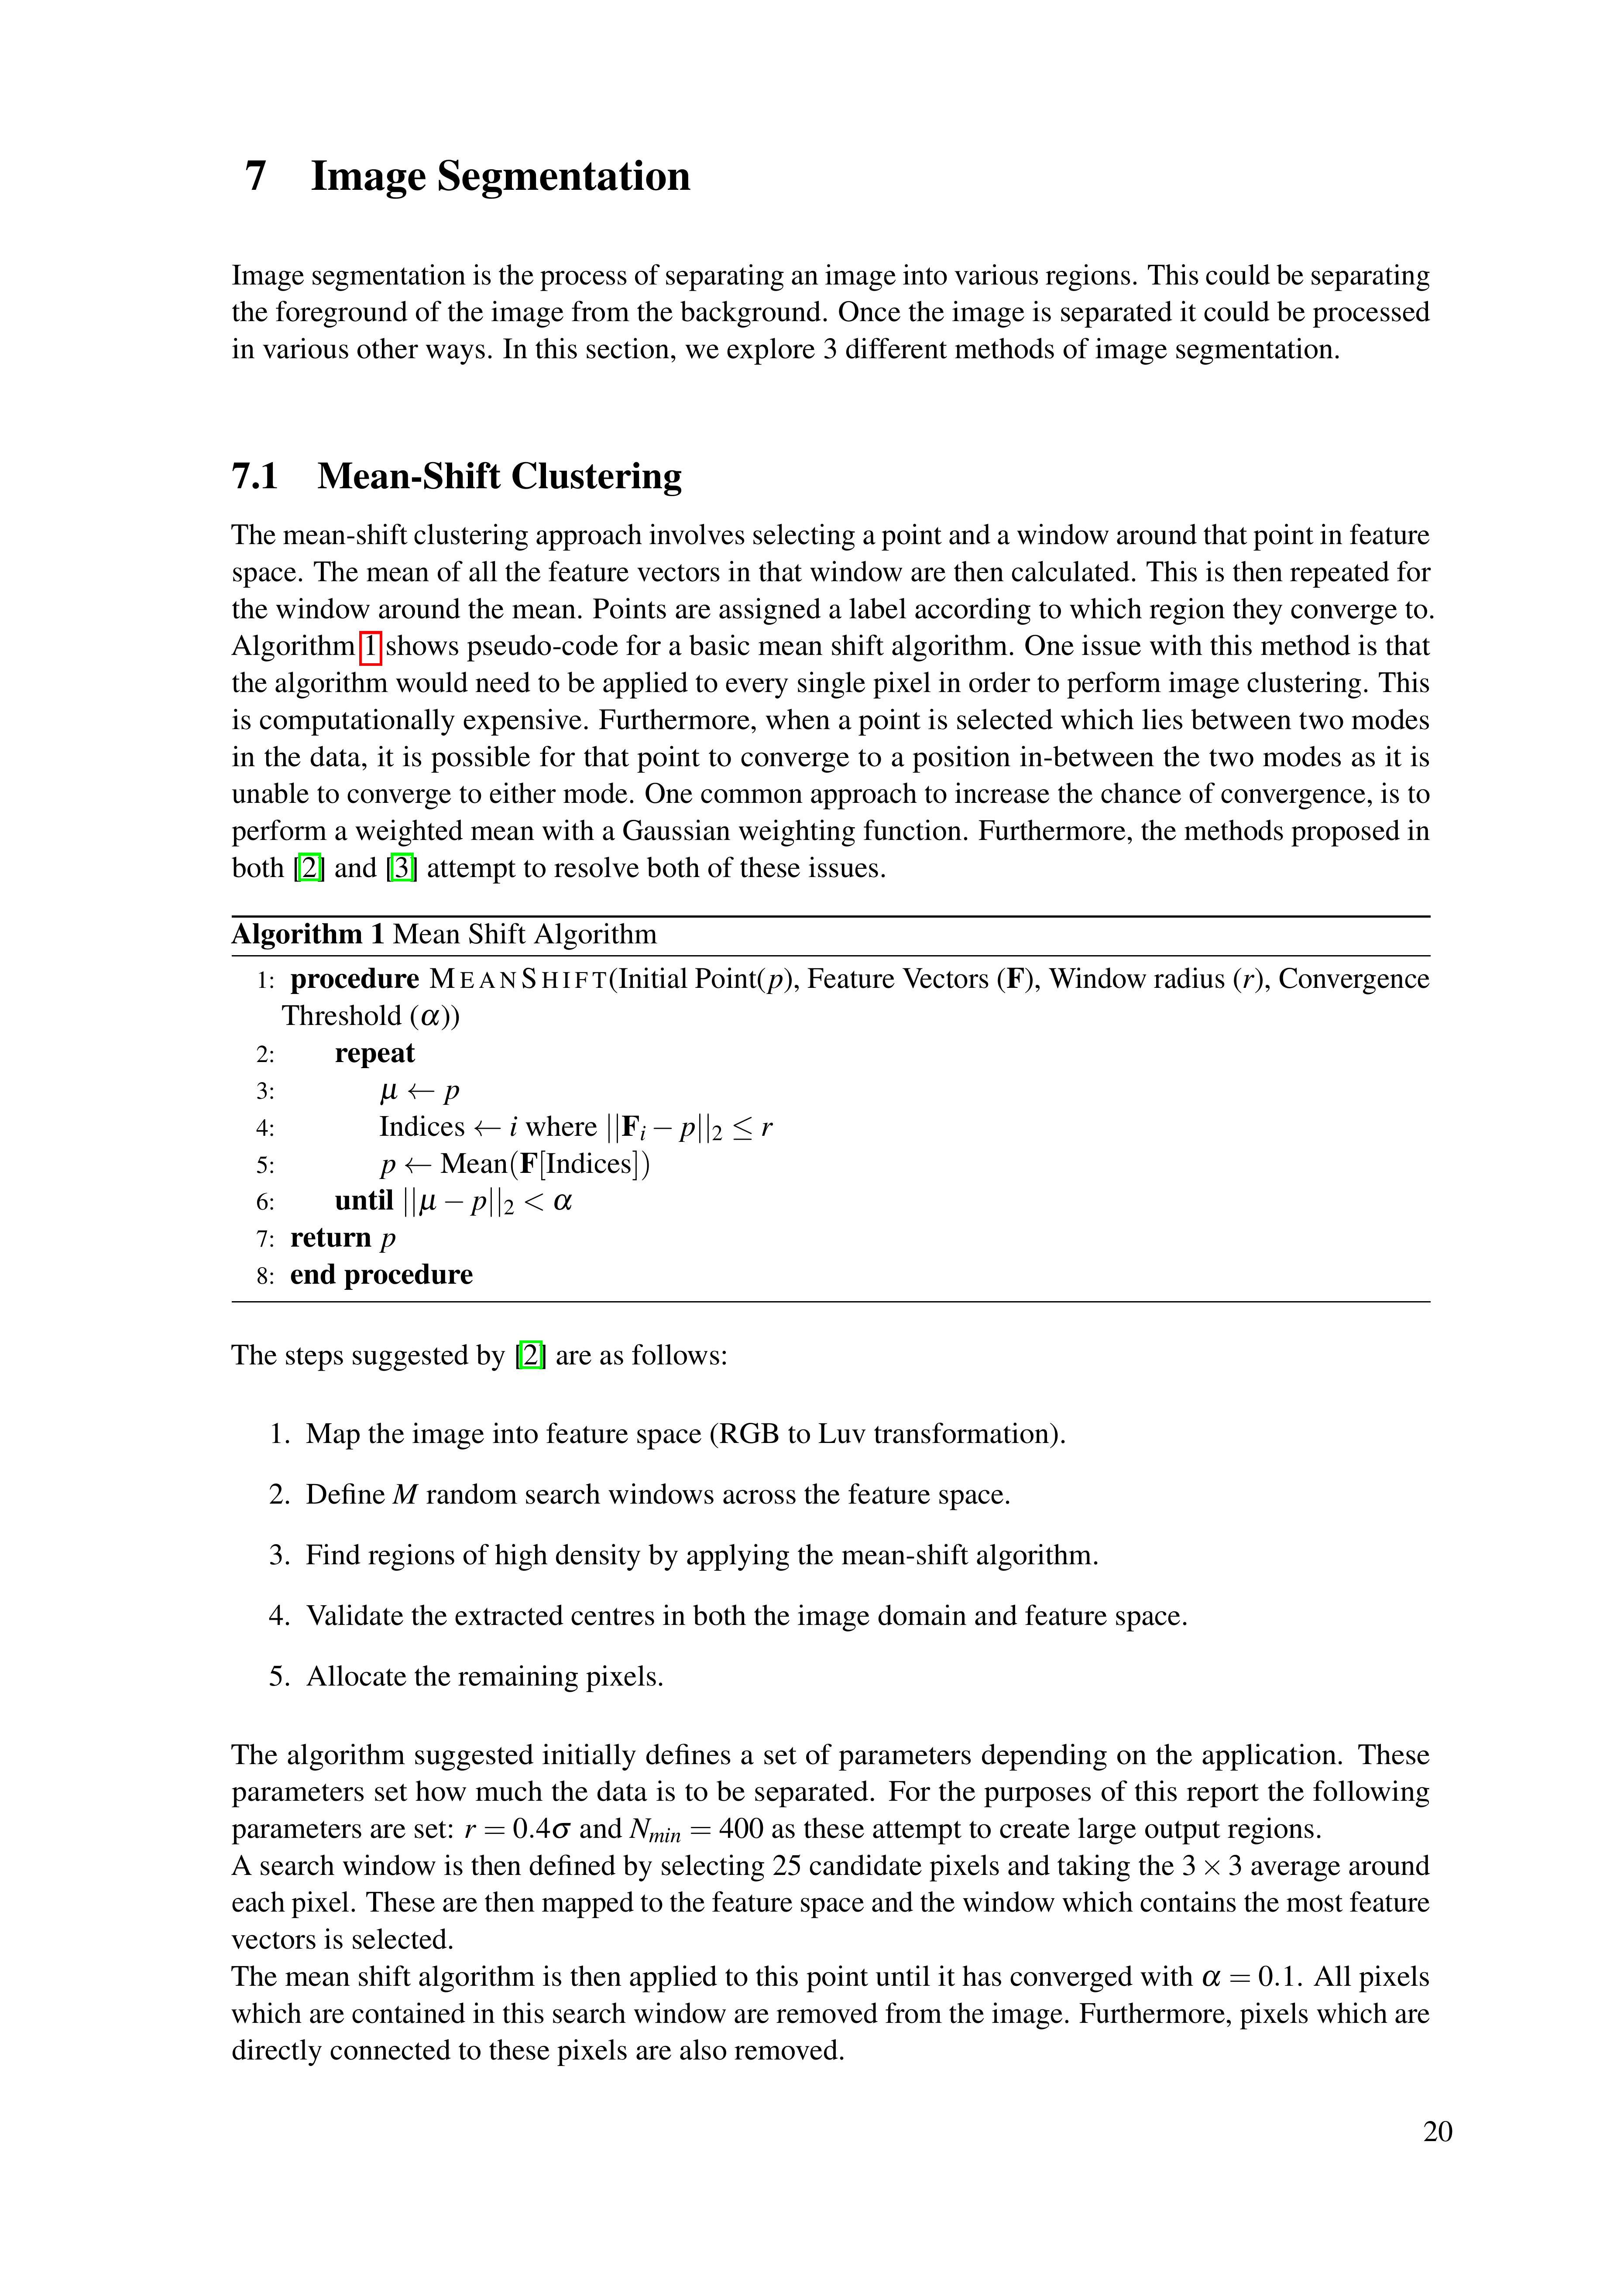 7 Image Segmentation
Image segmentation is the process of separating an image into various regions. This could be separating
the foreground of the image from the background. Once the image is separated it could be processed
in various other ways. In this section, we explore 3 different methods of image segmentation.
7.1 Mean-Shift Clustering
The mean-shift clustering approach involves selecting a point and a window around that point in feature
space. The mean of all the feature vectors in that window are then calculated. This is then repeated for
the window around the mean. Points are assigned a label according to which region they converge to.
Algorithm 1 shows pseudo-code for a basic mean shift algorithm. One issue with this method is that
the algorithm would need to be applied to every single pixel in order to perform image clustering. This
is computationally expensive. Furthermore, when a point is selected which lies between two modes
in the data, it is possible for that point to converge to a position in-between the two modes as it is
unable to converge to either mode. One common approach to increase the chance of convergence, is to
perform a weighted mean with a Gaussian weighting function. Furthermore, the methods proposed in
both [2] and [3] attempt to resolve both of these issues.
Algorithm 1 Mean Shift Algorithm
1: procedure MEANSHIFT(Initial Point(p), Feature Vectors (F), Window radius (r), Convergence
Threshold (α))
2: repeat
3: μ ← p
4: Indices ← i where ||F_i − p||_2 ≤ r
5: p ← Mean(F[Indices])
6: until ||μ − p||_2 < α
7: return p
8: end procedure
The steps suggested by [2] are as follows:
1. Map the image into feature space (RGB to Luv transformation).
2. Define M random search windows across the feature space.
3. Find regions of high density by applying the mean-shift algorithm.
4. Validate the extracted centres in both the image domain and feature space.
5. Allocate the remaining pixels.
The algorithm suggested initially defines a set of parameters depending on the application. These
parameters set how much the data is to be separated. For the purposes of this report the following
parameters are set: r = 0.4σ and N_min = 400 as these attempt to create large output regions.
A search window is then defined by selecting 25 candidate pixels and taking the 3 × 3 average around
each pixel. These are then mapped to the feature space and the window which contains the most feature
vectors is selected.
The mean shift algorithm is then applied to this point until it has converged with α = 0.1. All pixels
which are contained in this search window are removed from the image. Furthermore, pixels which are
directly connected to these pixels are also removed.
20